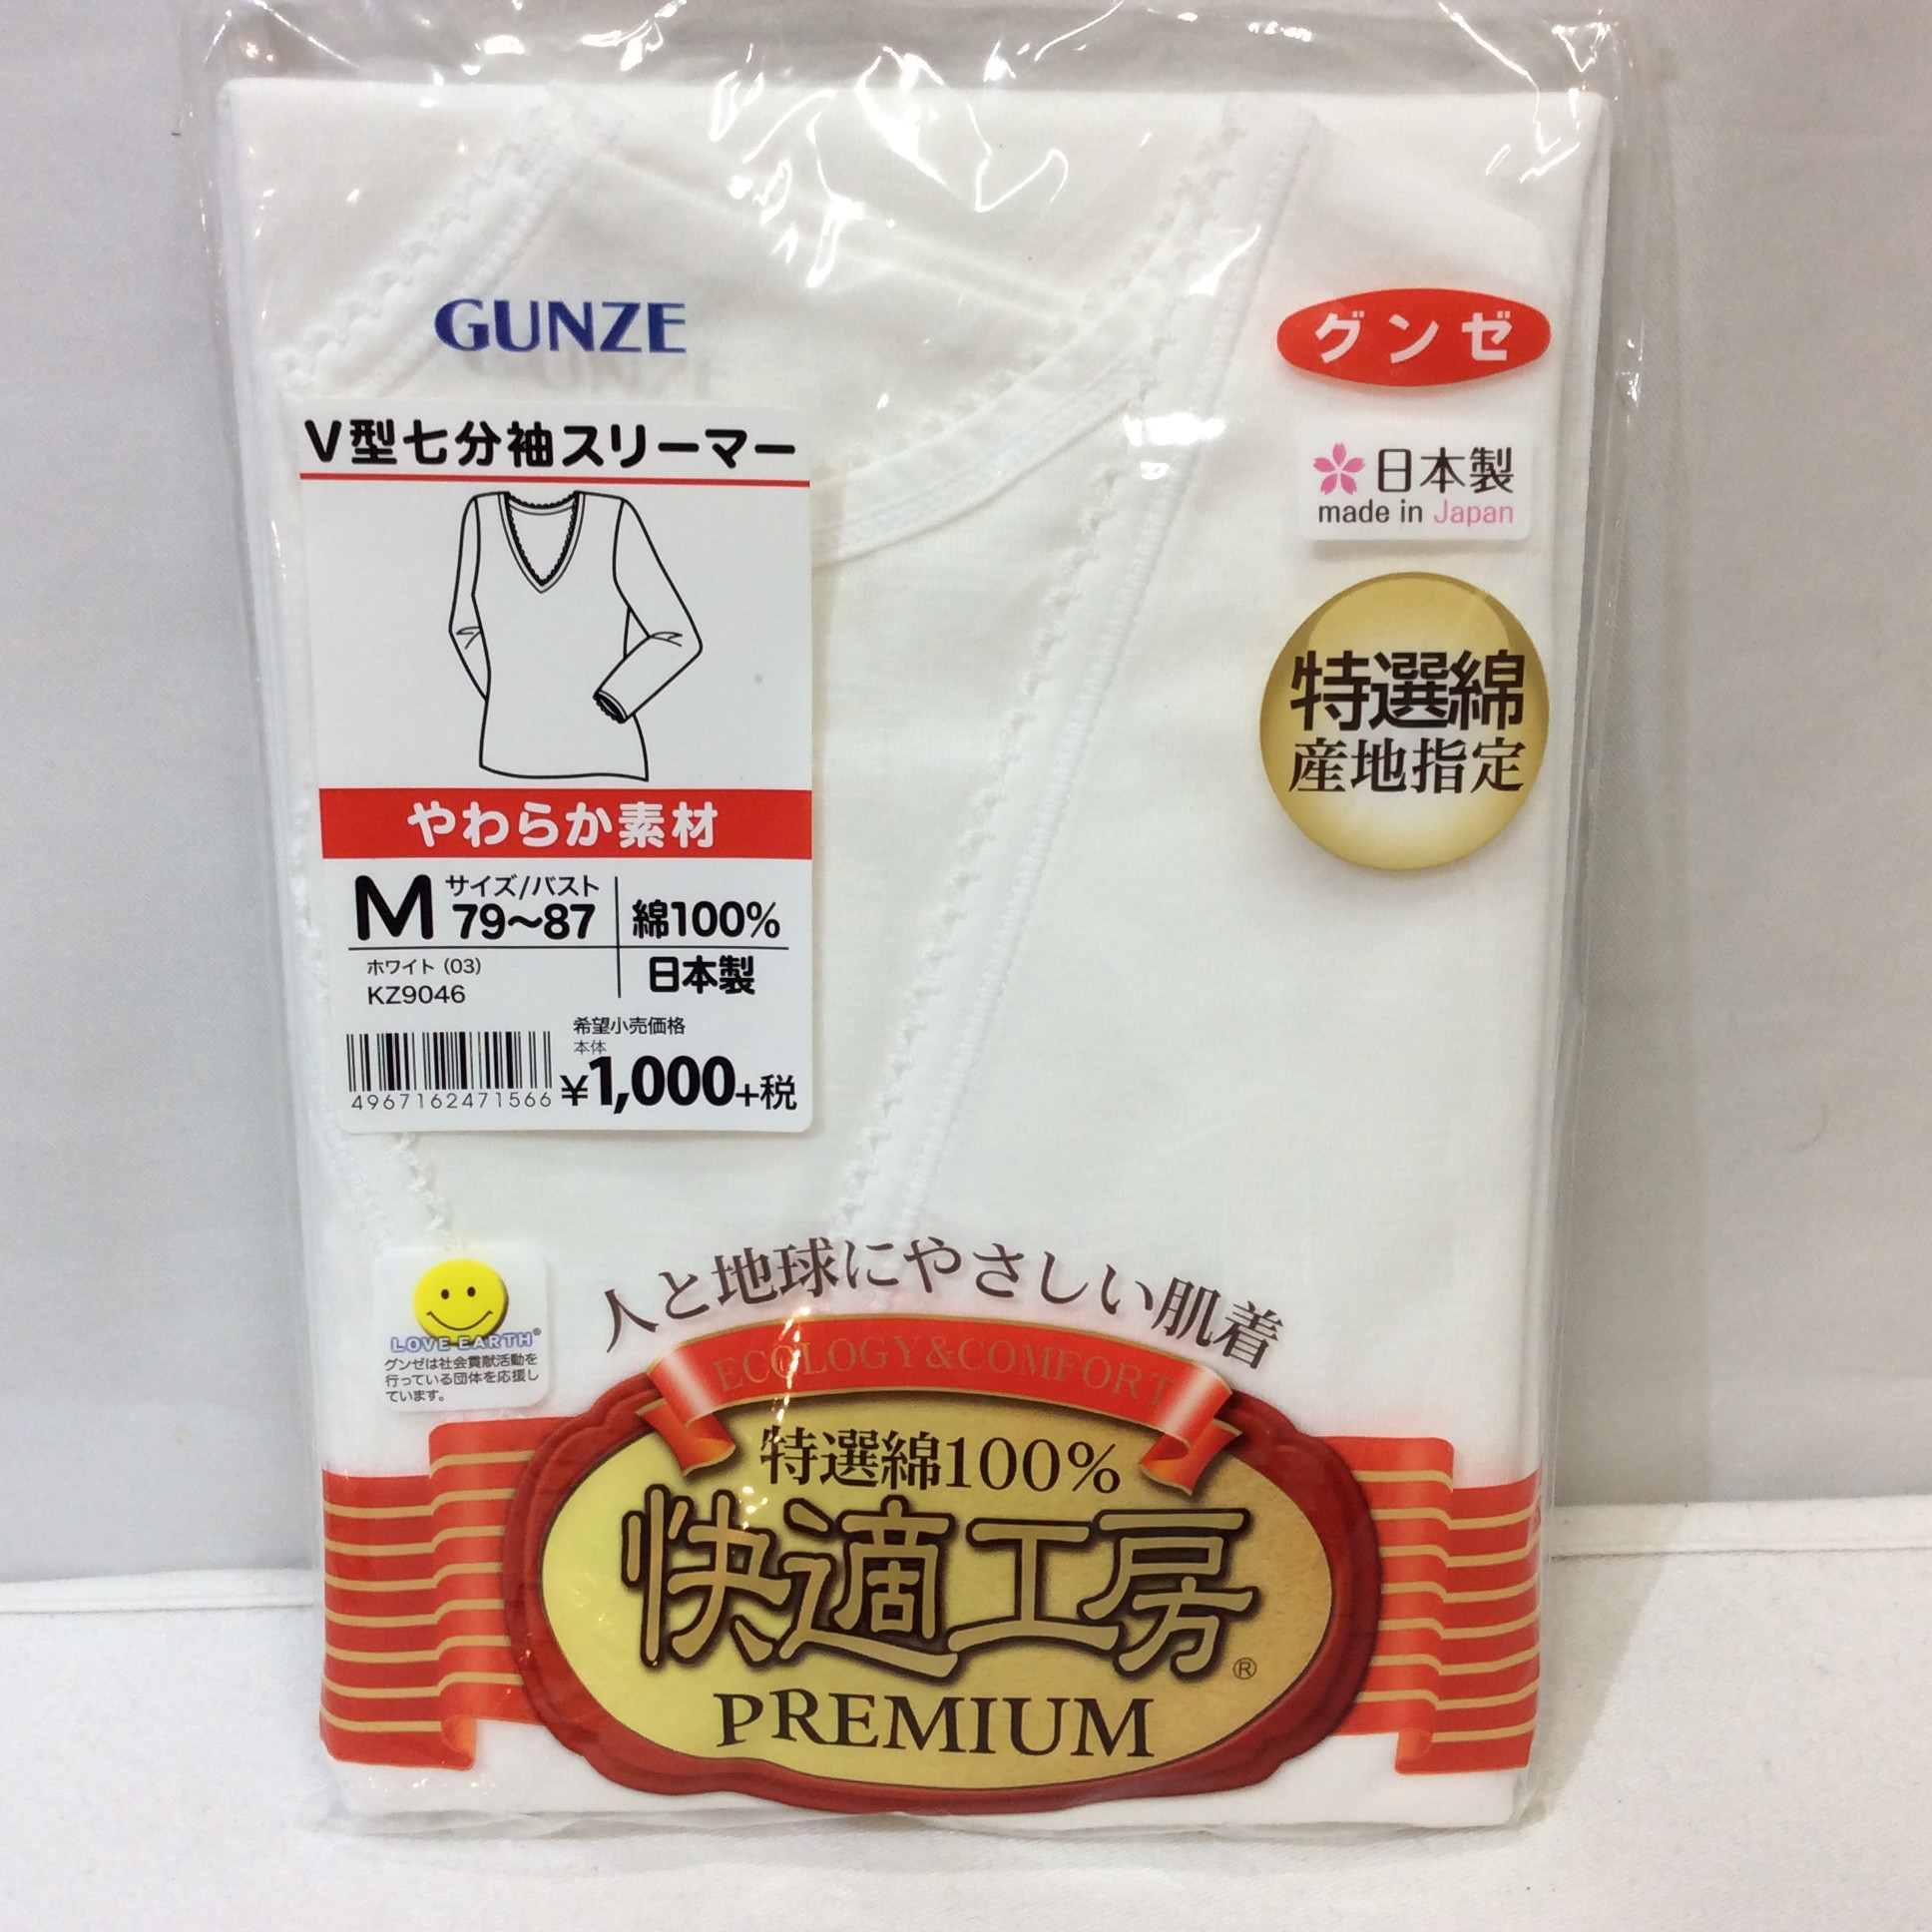 GUNZE
グンゼ
V型七分袖スリーマー
日本製
made in Japan
特選綿
産地指定
やわらか素材
M サイズ/バスト
79～87
綿100%
ホワイト (03)
KZ9046
日本製
希望小売価格
本体
¥1,000+税
4967162471566
人と地球にやさしい肌着
LOVE EARTH®
グンゼは社会貢献活動を
行っている団体を応援し
ています。
ECOLOGY&COMFORT
特選綿100%
快適工房®
PREMIUM